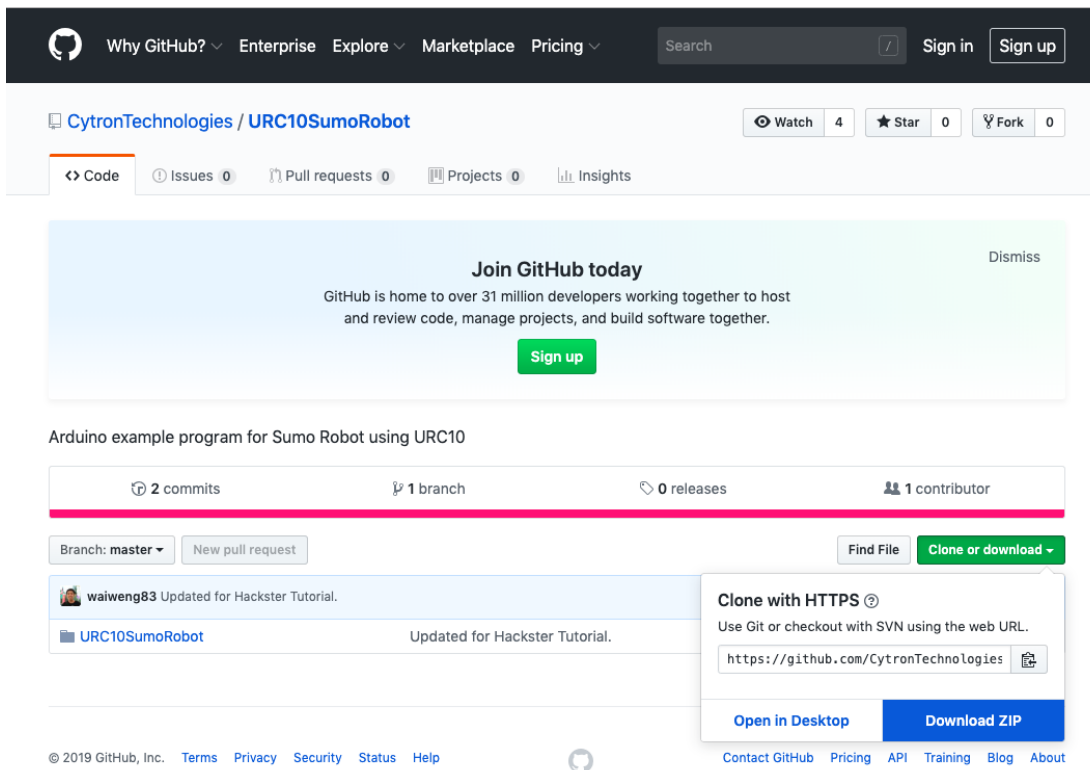 Why GitHub? Enterprise Explore Marketplace Pricing Search / Sign in Sign up
CytronTechnologies / URC10SumoRobot Watch 4 Star 0 Fork 0
<> Code Issues 0 Pull requests 0 Projects 0 Insights
Dismiss
Join GitHub today
GitHub is home to over 31 million developers working together to host
and review code, manage projects, and build software together.
Sign up
Arduino example program for Sumo Robot using URC10
2 commits 1 branch 0 releases 1 contributor
Branch: master New pull request Find File Clone or download
waiweng83 Updated for Hackster Tutorial.
URC10SumoRobot Updated for Hackster Tutorial.
Clone with HTTPS ?
Use Git or checkout with SVN using the web URL.
https://github.com/CytronTechnologies
Open in Desktop Download ZIP
© 2019 GitHub, Inc. Terms Privacy Security Status Help Contact GitHub Pricing API Training Blog About